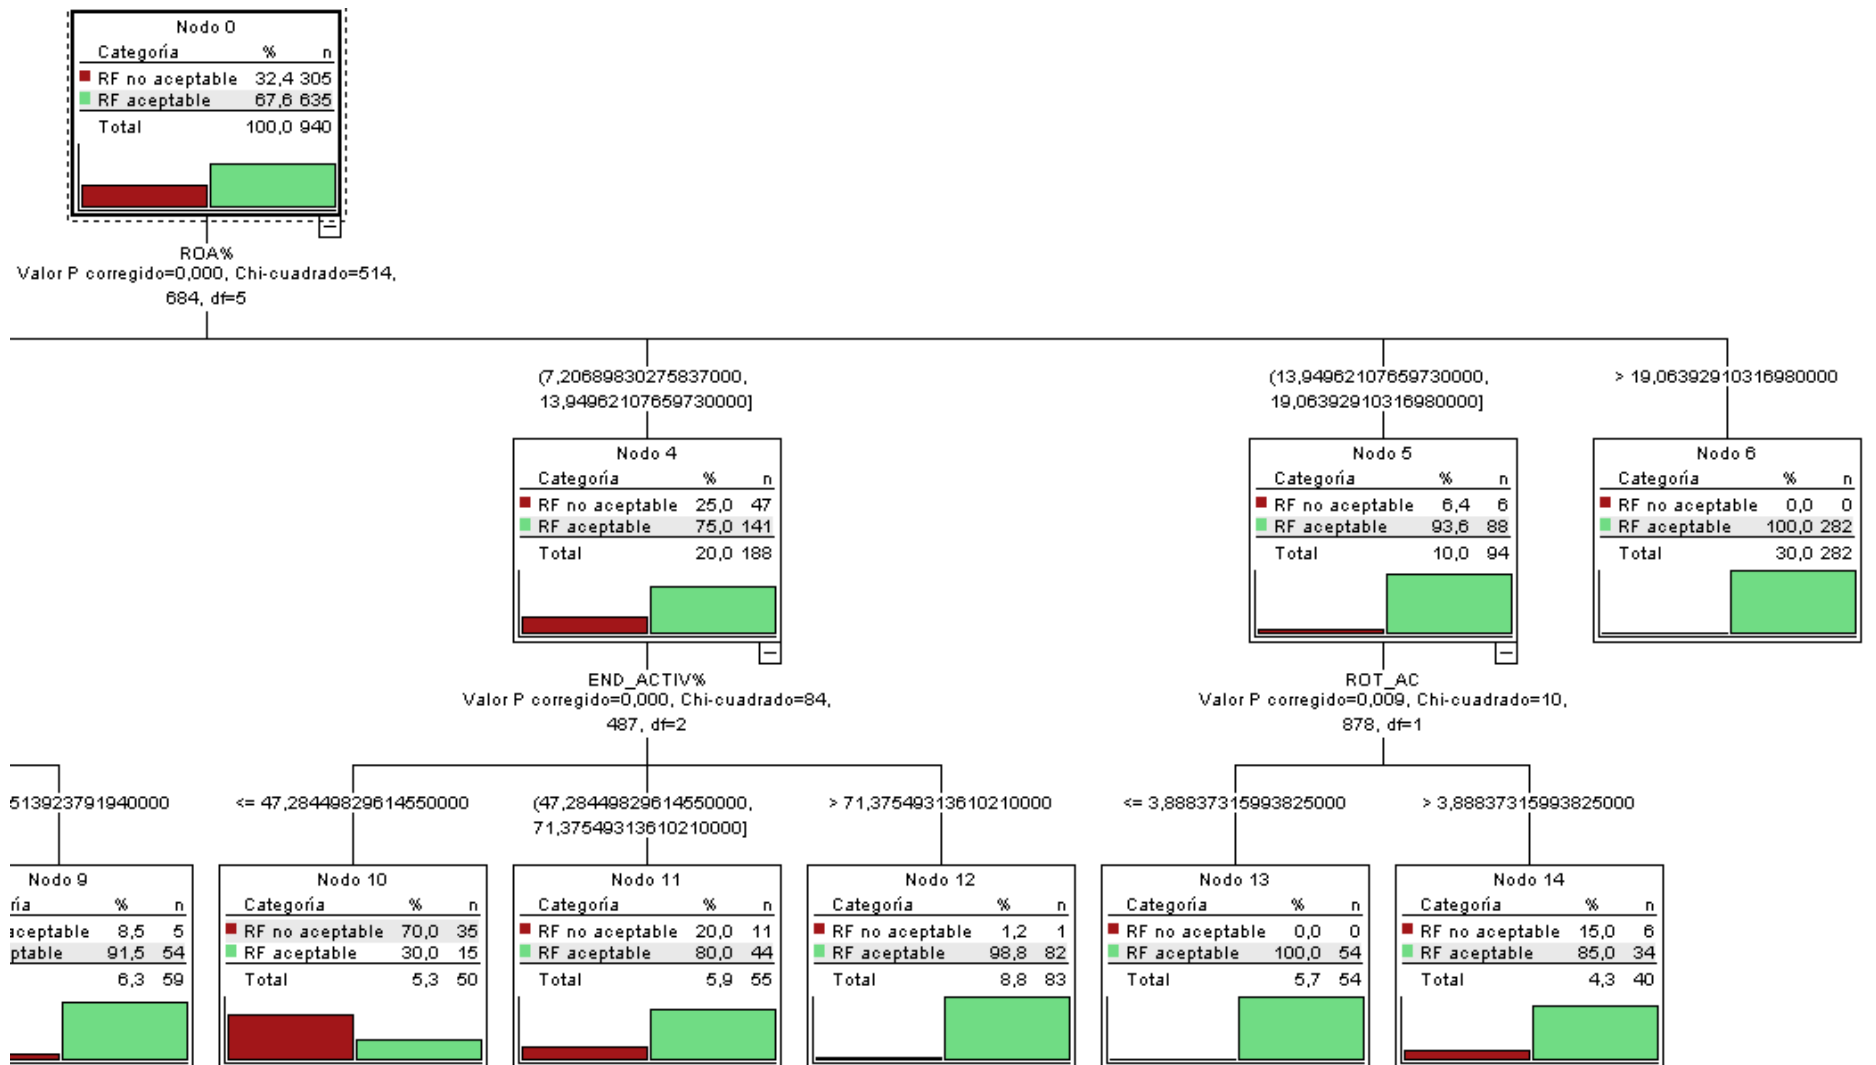 Nodo 0
Categoría % n
RF no aceptable 32,4 305
RF aceptable 67,6 635
Total 100,0 940
ROA%
Valor P corregido=0,000, Chi-cuadrado=514,
684, df=5
(7,20689830275837000,
13,94962107659730000]
Nodo 4
Categoría % n
RF no aceptable 25,0 47
RF aceptable 75,0 141
Total 20,0 188
END_ACTIV%
Valor P corregido=0,000, Chi-cuadrado=84,
487, df=2
(13,94962107659730000,
19,06392910316980000]
Nodo 5
Categoría % n
RF no aceptable 6,4 6
RF aceptable 93,6 88
Total 10,0 94
ROT_AC
Valor P corregido=0,009, Chi-cuadrado=10,
878, df=1
> 19,06392910316980000
Nodo 6
Categoría % n
RF no aceptable 0,0 0
RF aceptable 100,0 282
Total 30,0 282
513923791940000
Nodo 9
ría % n
aceptable 8,5 5
ptable 91,5 54
6,3 59
<= 47,28449829614550000
Nodo 10
Categoría % n
RF no aceptable 70,0 35
RF aceptable 30,0 15
Total 5,3 50
(47,28449829614550000,
71,37549313610210000]
Nodo 11
Categoría % n
RF no aceptable 20,0 11
RF aceptable 80,0 44
Total 5,9 55
> 71,37549313610210000
Nodo 12
Categoría % n
RF no aceptable 1,2 1
RF aceptable 98,8 82
Total 8,8 83
<= 3,88837315993825000
Nodo 13
Categoría % n
RF no aceptable 0,0 0
RF aceptable 100,0 54
Total 5,7 54
> 3,88837315993825000
Nodo 14
Categoría % n
RF no aceptable 15,0 6
RF aceptable 85,0 34
Total 4,3 40